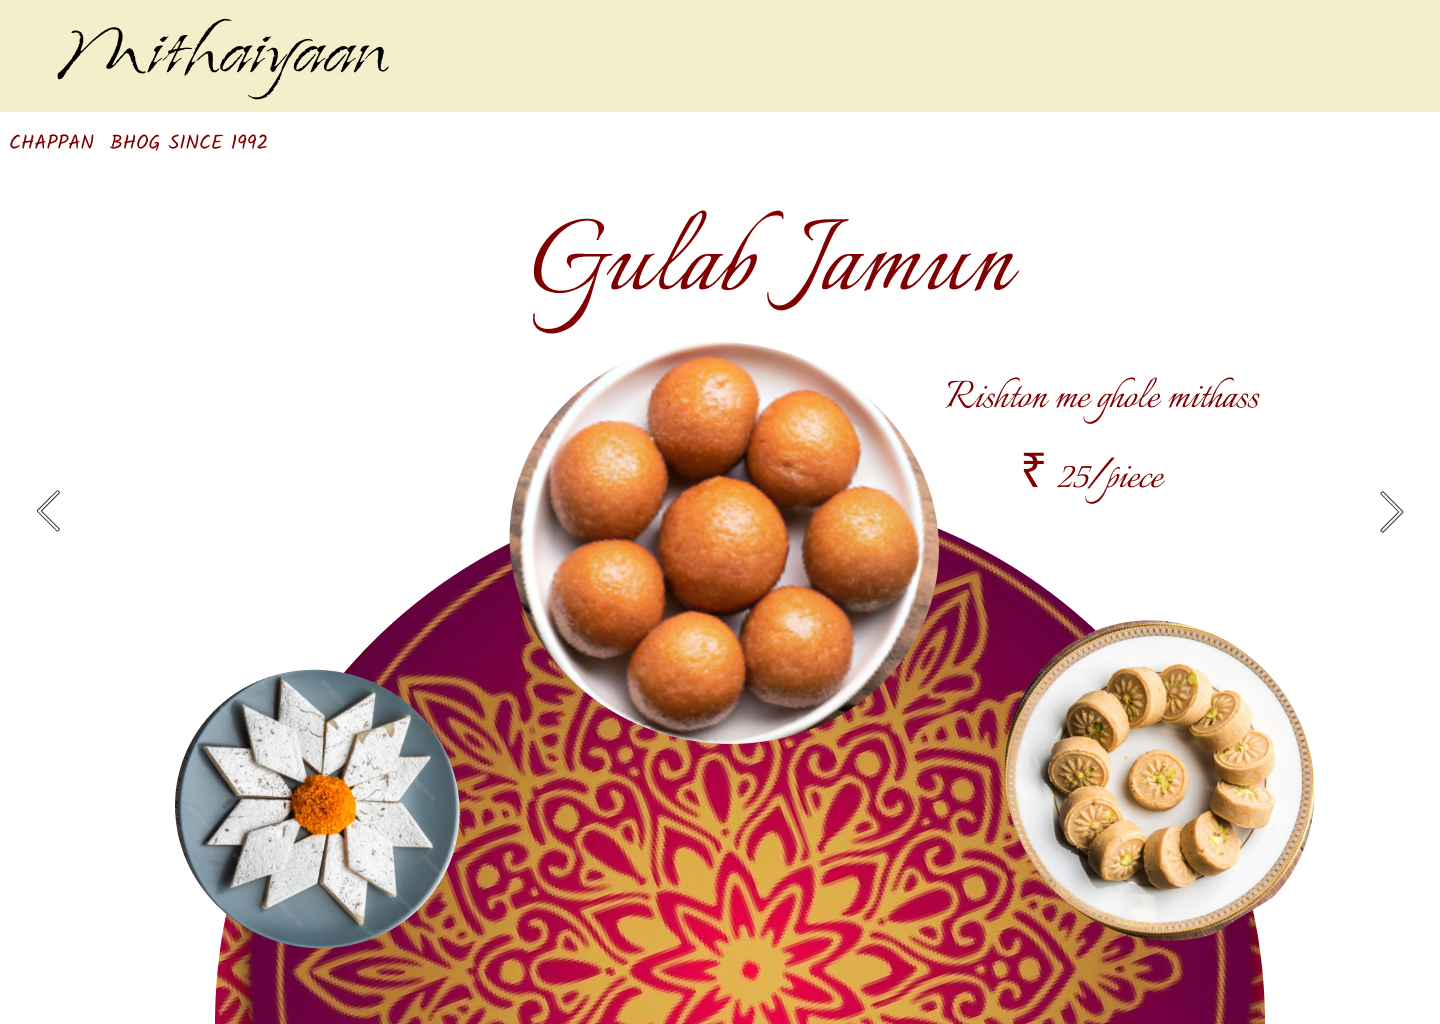 Mithaiyaan
CHAPPAN BHOG SINCE 1992
Gulab Jamun
Rishton me ghole mithass
₹ 25/piece